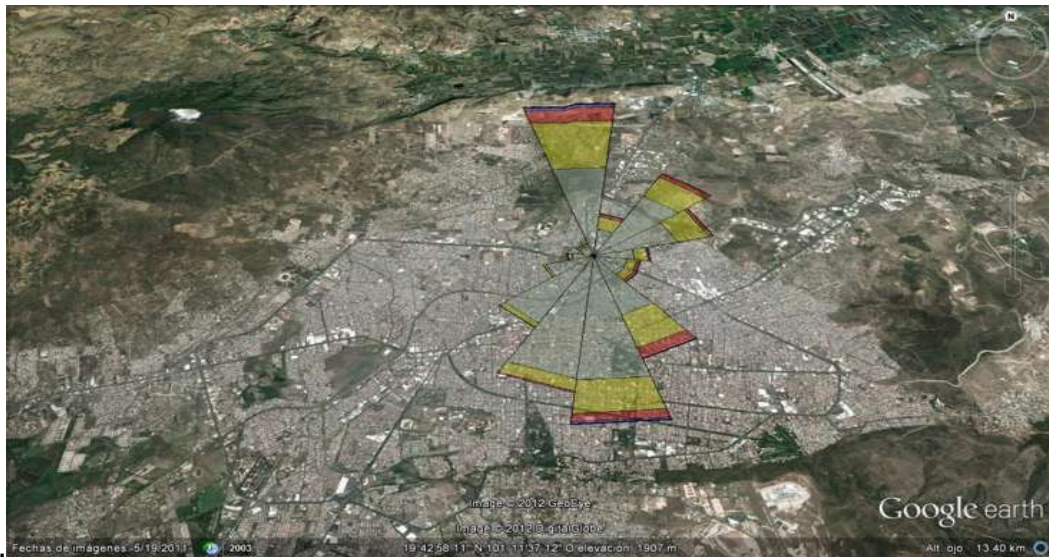 N
Image © 2012 GeoEye
Image © 2012 DigitalGlobe
Google earth
Fechas de imágenes 5/19/2011 2003 19°42'58.11" N 101°11'37.12" O elevación 1907 m Alt. ojo 13.40 km